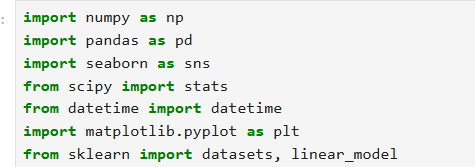 import numpy as np
import pandas as pd
import seaborn as sns
from scipy import stats
from datetime import datetime
import matplotlib.pyplot as plt
from sklearn import datasets, linear_model